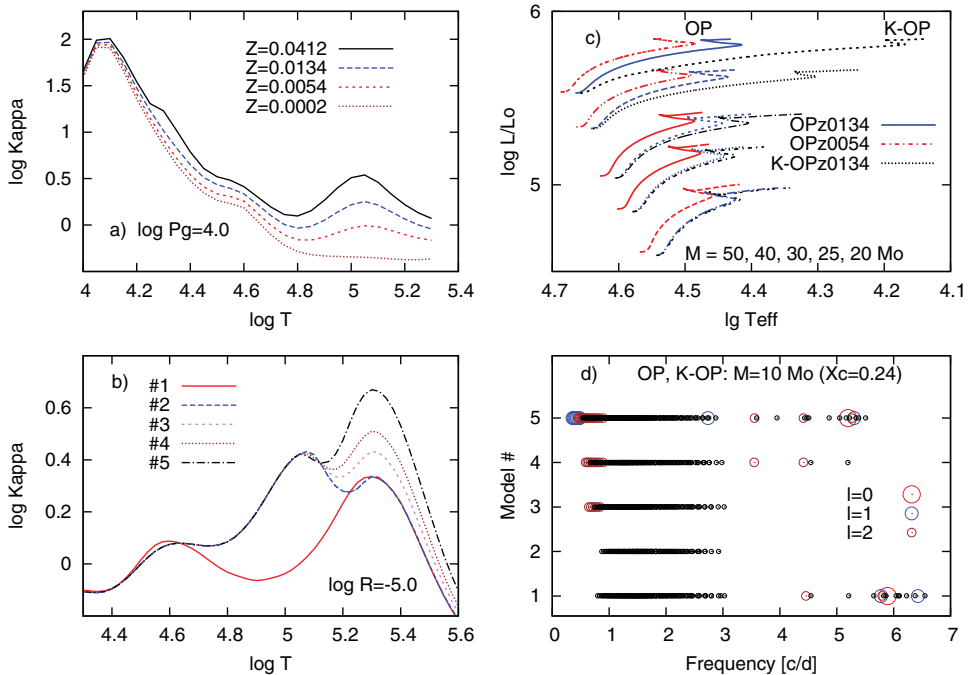 log Kappa
2
1.5
1
0.5
0
Z=0.0412
Z=0.0134
Z=0.0054
Z=0.0002
a) log Pg=4.0
4
4.2
4.4
4.6
4.8
5
5.2
5.4
log T
log L/Lo
5
c)
OP
K-OP
OPz0134
OPz0054
K-OPz0134
M = 50, 40, 30, 25, 20 Mo
4.7
4.6
4.5
4.4
4.3
4.2
4.1
lg Teff
log Kappa
0.6
0.4
0.2
0
b)
#1
#2
#3
#4
#5
log R=-5.0
4.4
4.6
4.8
5
5.2
5.4
5.6
log T
Model #
5
4
3
2
1
d) OP, K-OP: M=10 Mo (Xc=0.24)
l=0
l=1
l=2
0
1
2
3
4
5
6
7
Frequency [c/d]